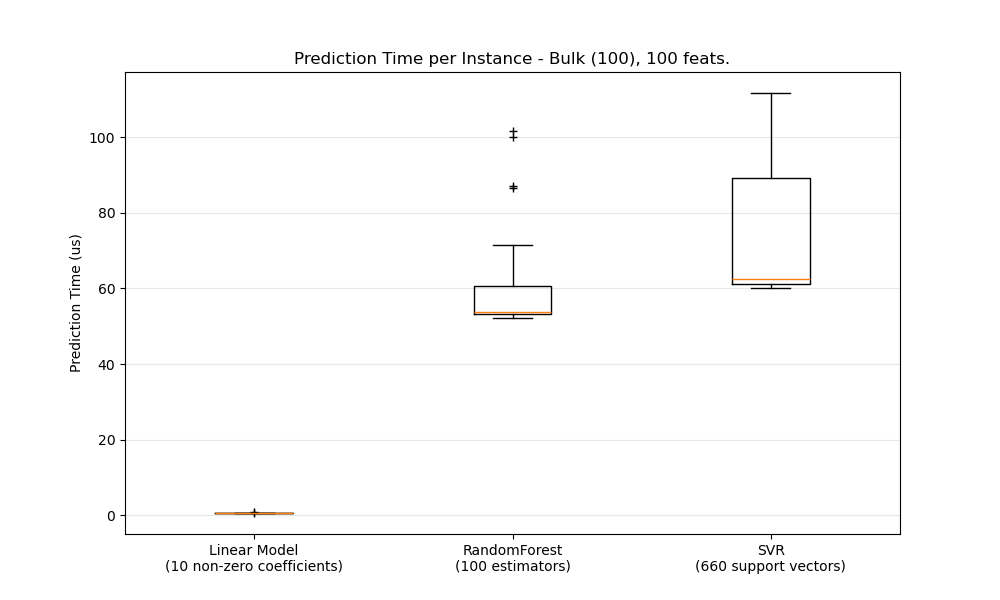 Prediction Time per Instance - Bulk (100), 100 feats.
Prediction Time (us)
100
80
60
40
20
0
Linear Model
(10 non-zero coefficients)
RandomForest
(100 estimators)
SVR
(660 support vectors)